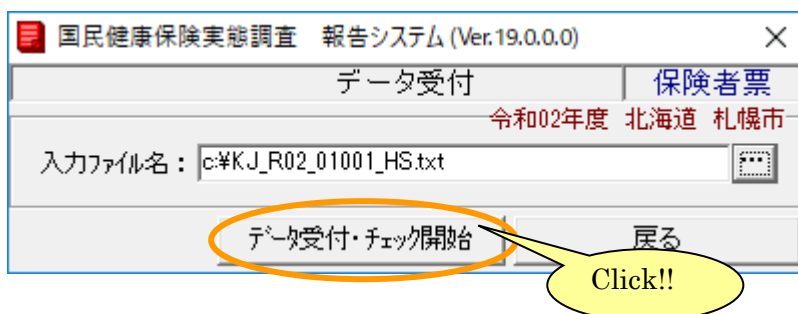 国民健康保険実態調査　報告システム (Ver.19.0.0.0)
データ受付 保険者票
令和02年度 北海道 札幌市
入力ファイル名： c:¥KJ_R02_01001_HS.txt
データ受付・チェック開始 戻る
Click!!